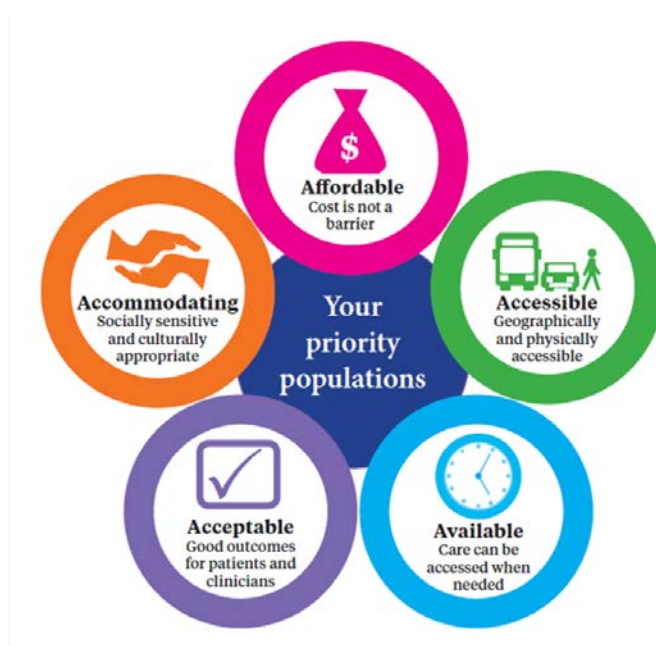 $
Affordable
Cost is not a
barrier
Accommodating
Socially sensitive
and culturally
appropriate
Your
priority
populations
Accessible
Geographically
and physically
accessible
Acceptable
Good outcomes
for patients and
clinicians
Available
Care can be
accessed when
needed